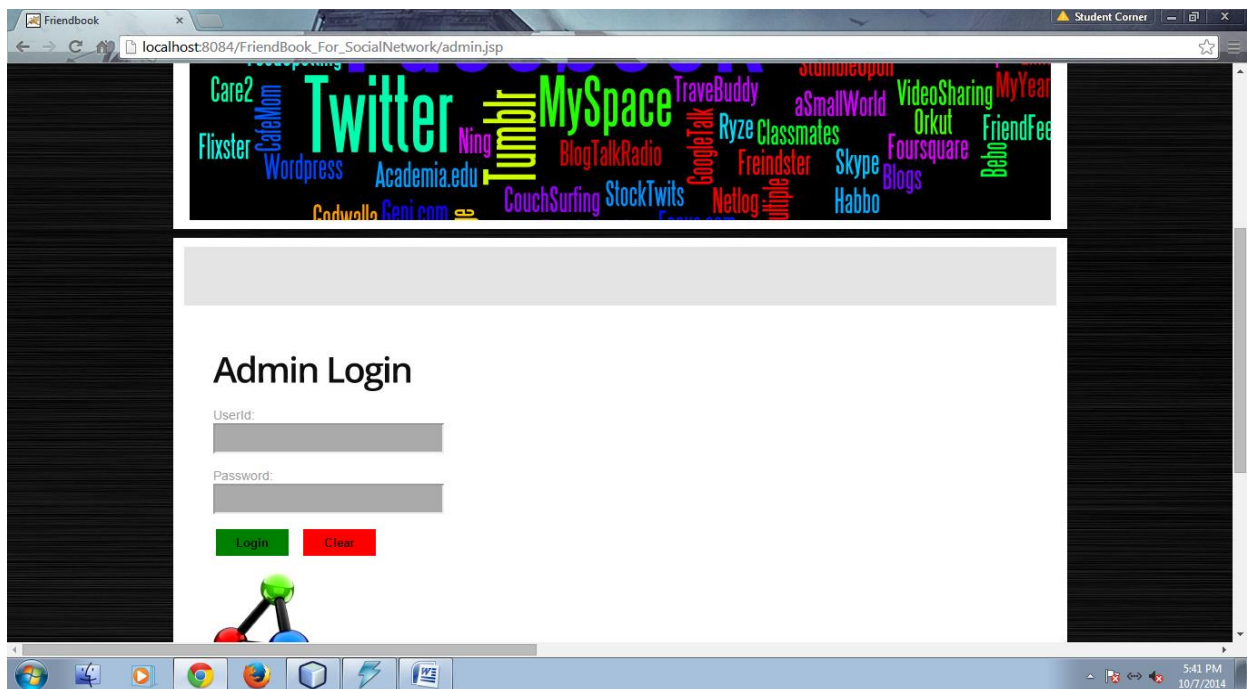 Friendbook
Student Corner
localhost:8084/FriendBook_For_SocialNetwork/admin.jsp
Care2
CafeMom
Twitter
Ning
Tumblr
MySpace
TraveBuddy
StumbleUpon
aSmallWorld
VideoSharing
MyYear
Flixster
Wordpress
Academia.edu
BlogTalkRadio
GoogleTalk
Ryze
Classmates
Orkut
FriendFee
Foursquare
Bebo
Freindster
Skype
Blogs
CouchSurfing
StockTwits
Netlog
Habbo
Admin Login
UserId:
Password:
Login
Clear
5:41 PM
10/7/2014